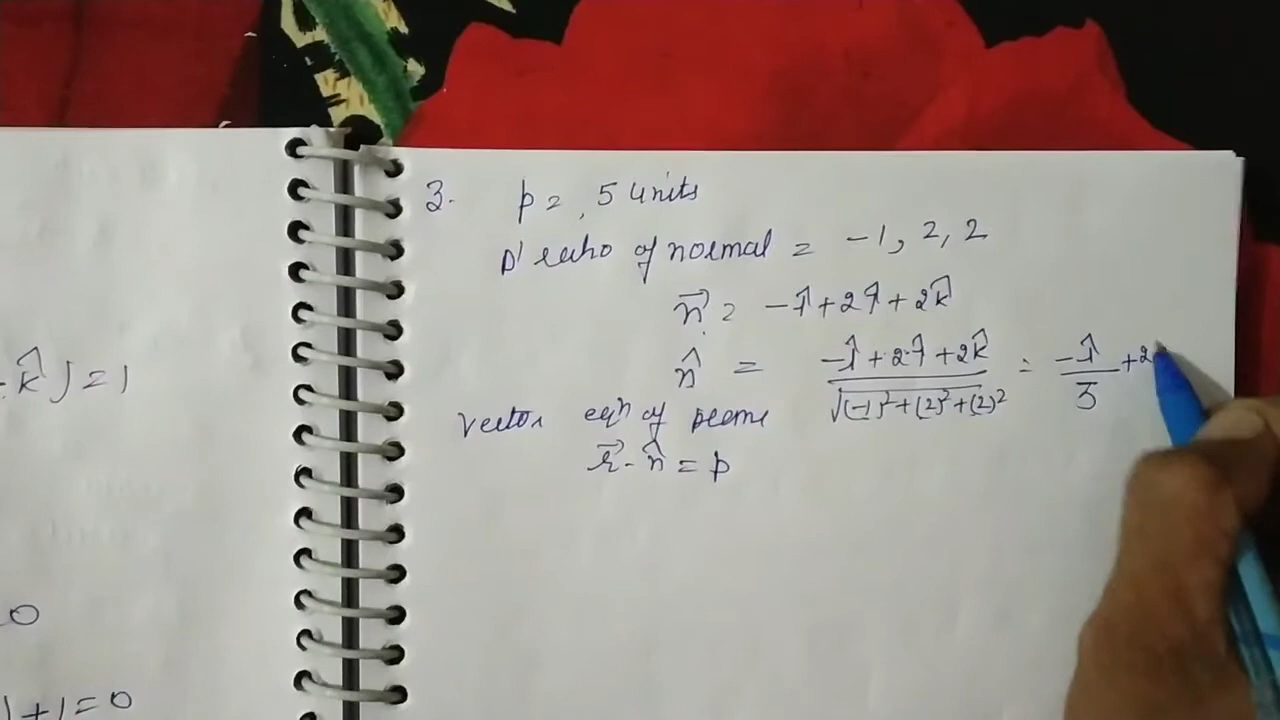 k̂ ) = 1
0
1 + 1 = 0
3. p = 5 units
D' ratio of normal = -1, 2, 2
n⃗ = -î + 2ĵ + 2k̂
n̂ = (-î + 2ĵ + 2k̂) / √((-1)² + (2)² + (2)²) = -î/3 + 2
Vector eqn of plane
r⃗ . n̂ = p